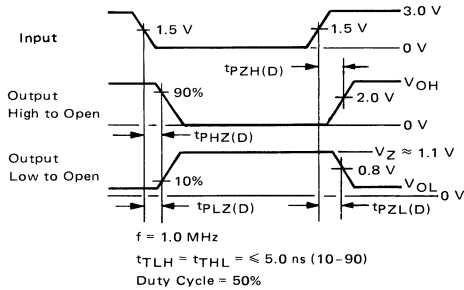 3.0 V
Input
1.5 V
1.5 V
0 V
tPZH(D)
VOH
Output
High to Open
90%
2.0 V
0 V
tPHZ(D)
Output
Low to Open
VZ ≈ 1.1 V
0.8 V
10%
VOL
0 V
tPLZ(D)
tPZL(D)
f = 1.0 MHz
tTLH = tTHL = ⩽ 5.0 ns (10-90)
Duty Cycle = 50%